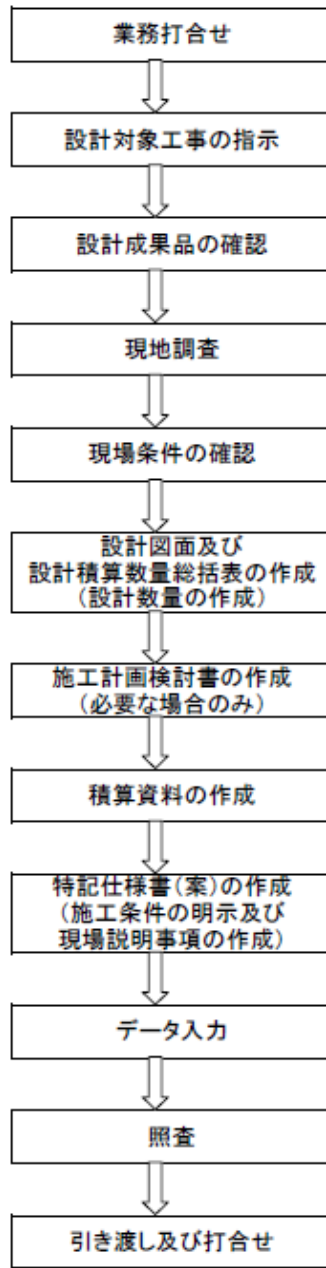 業務打合せ
設計対象工事の指示
設計成果品の確認
現地調査
現場条件の確認
設計図面及び
設計積算数量総括表の作成
（設計数量の作成）
施工計画検討書の作成
（必要な場合のみ）
積算資料の作成
特記仕様書（案）の作成
（施工条件の明示及び
現場説明事項の作成）
データ入力
照査
引き渡し及び打合せ